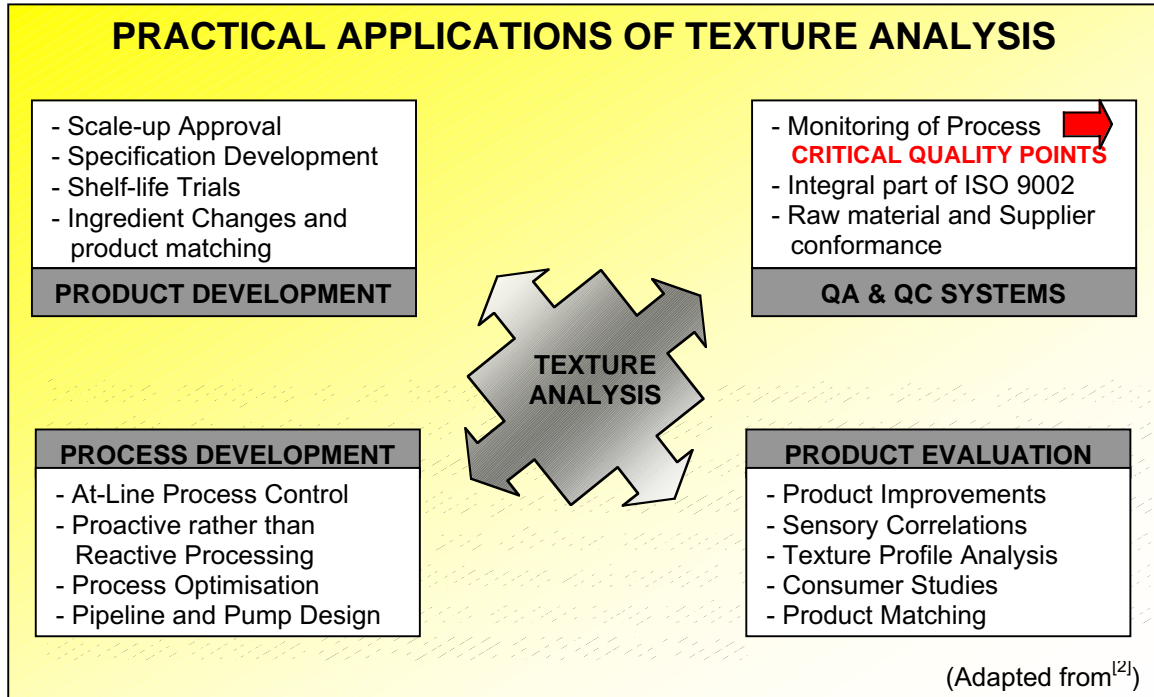 PRACTICAL APPLICATIONS OF TEXTURE ANALYSIS
- Scale-up Approval
- Specification Development
- Shelf-life Trials
- Ingredient Changes and
product matching
PRODUCT DEVELOPMENT
- Monitoring of Process
CRITICAL QUALITY POINTS
- Integral part of ISO 9002
- Raw material and Supplier
conformance
QA & QC SYSTEMS
TEXTURE
ANALYSIS
PROCESS DEVELOPMENT
- At-Line Process Control
- Proactive rather than
Reactive Processing
- Process Optimisation
- Pipeline and Pump Design
PRODUCT EVALUATION
- Product Improvements
- Sensory Correlations
- Texture Profile Analysis
- Consumer Studies
- Product Matching
(Adapted from[2])